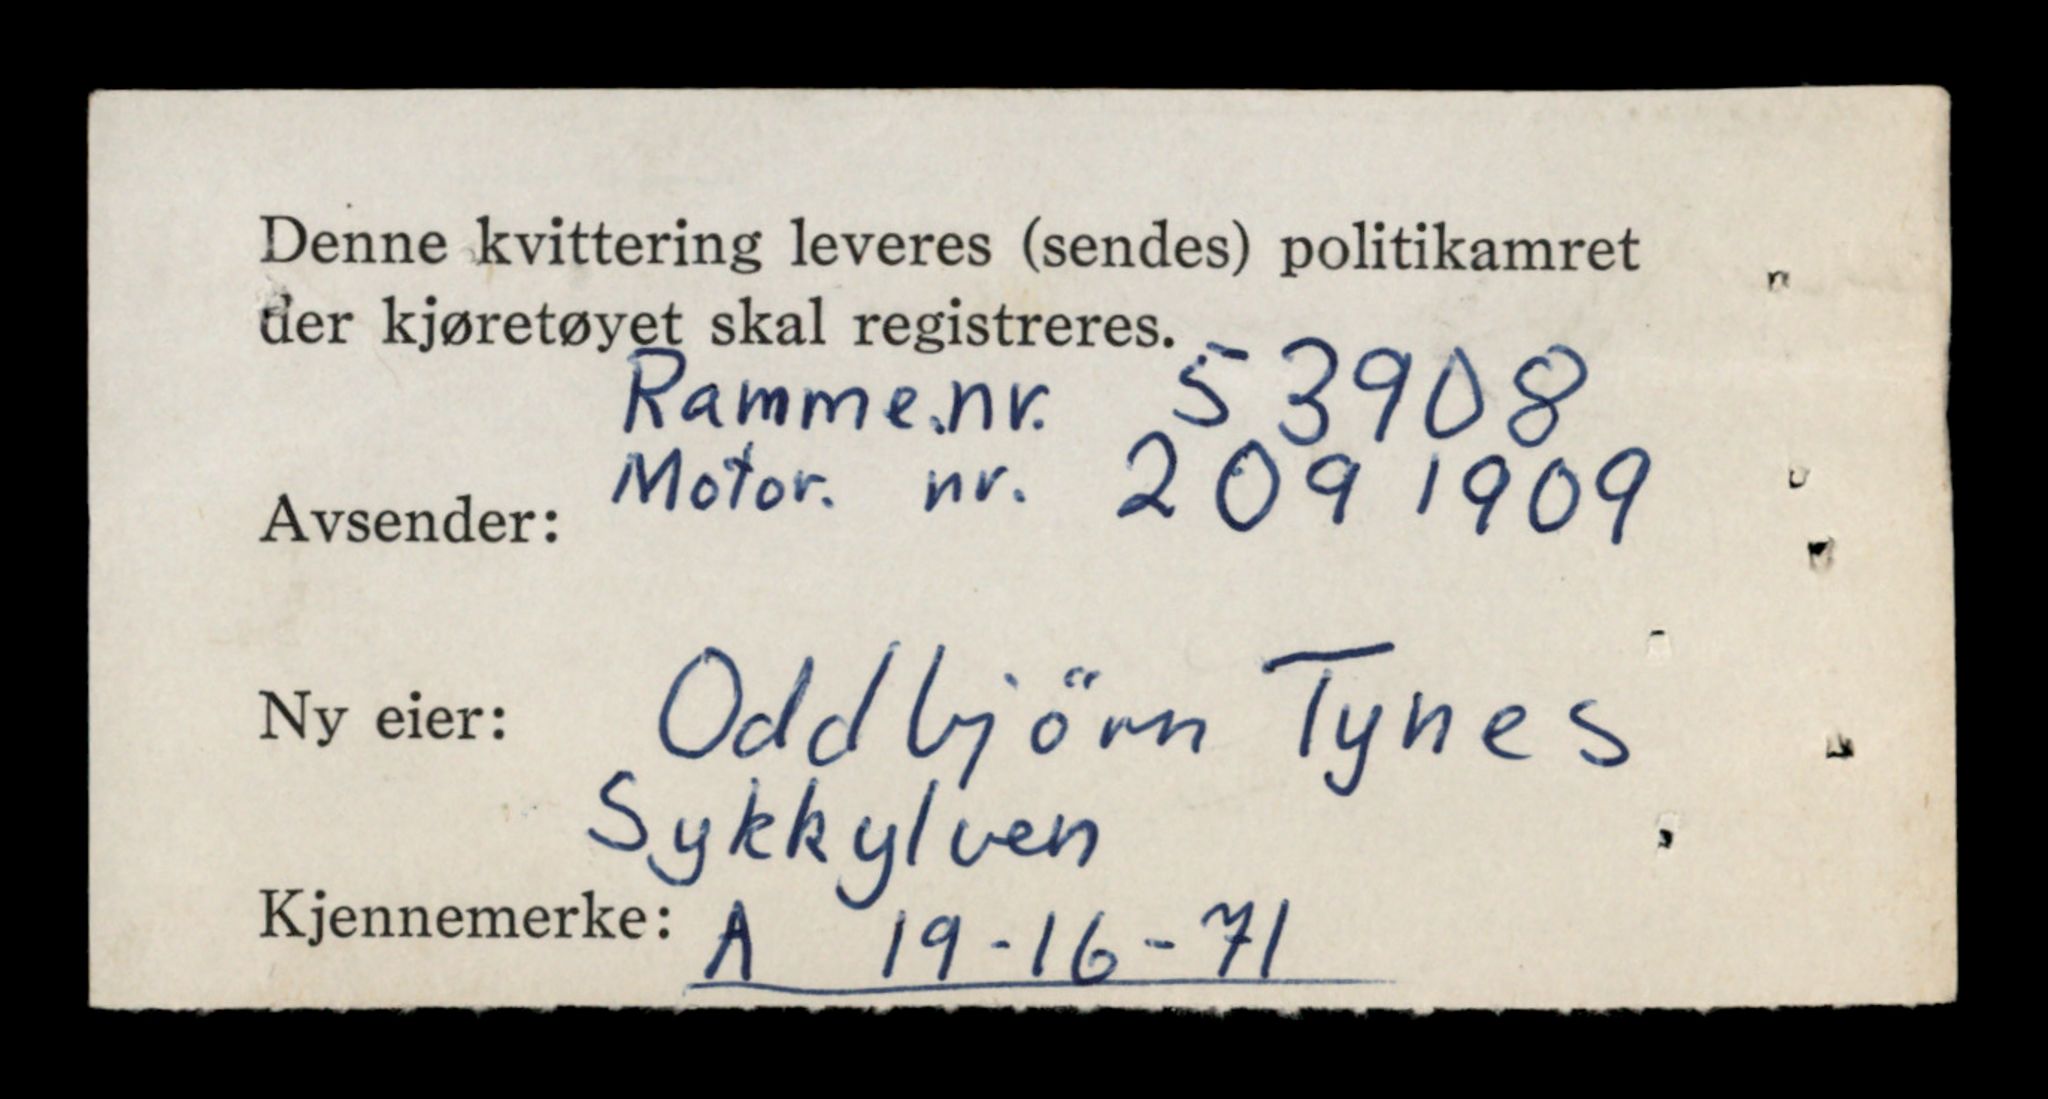 Denne kvittering leveres (sendes) politikamret
der kjøretøyet skal registreres.
Ramme.nr. 53908
Motor. nr. 2091909
Avsender:
Ny eier: Oddbjörn Tynes
Sykkylven
Kjennemerke: A 19-16-71